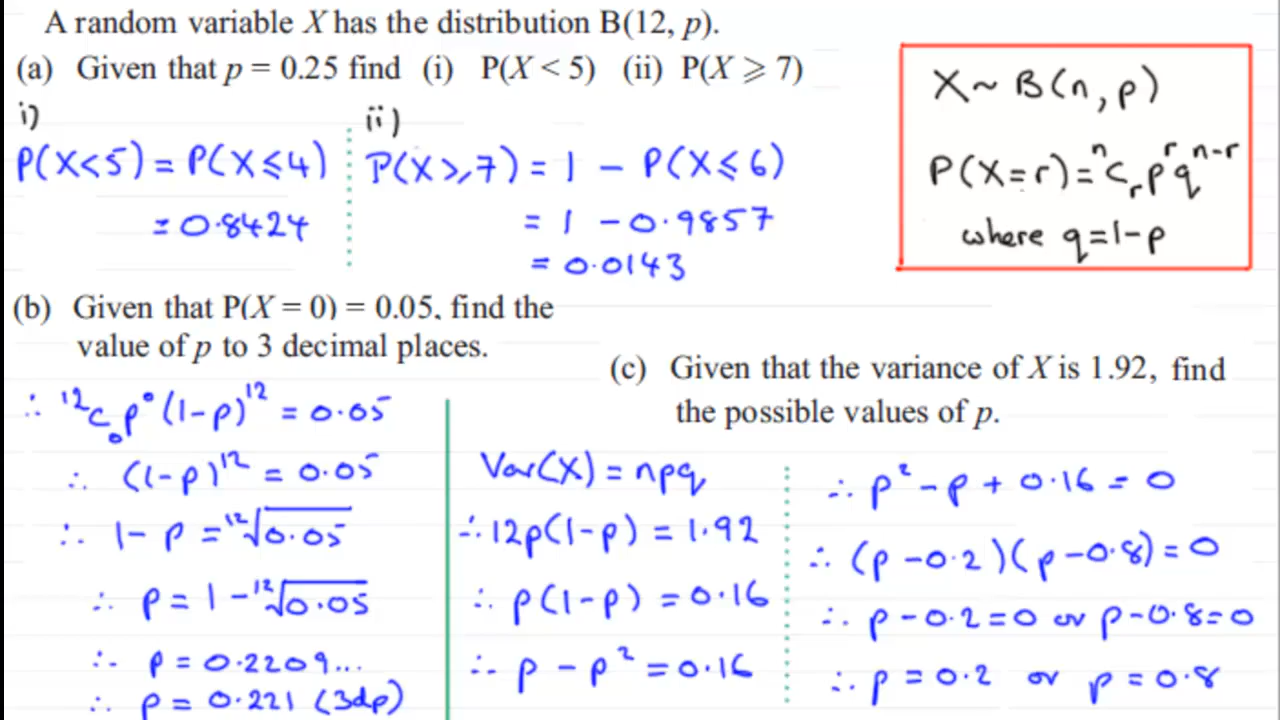 A random variable X has the distribution B(12, p).
(a) Given that p = 0.25 find (i) P(X < 5) (ii) P(X ⩾ 7)
i)
P(X<5) = P(X⩽4)
= 0.8424
ii)
P(X⩾7) = 1 − P(X⩽6)
= 1 − 0.9857
= 0.0143
X ~ B(n, p)
P(X=r) = ⁿCᵣ pʳ qⁿ⁻ʳ
where q = 1−p
(b) Given that P(X = 0) = 0.05, find the
value of p to 3 decimal places.
∴ ¹²C₀ p⁰ (1−p)¹² = 0.05
∴ (1−p)¹² = 0.05
∴ 1− p = ¹²√0.05
∴ p = 1 − ¹²√0.05
∴ p = 0.2209...
∴ p = 0.221 (3dp)
(c) Given that the variance of X is 1.92, find
the possible values of p.
Var(X) = npq
∴ 12p(1−p) = 1.92
∴ p(1−p) = 0.16
∴ p − p² = 0.16
∴ p² − p + 0.16 = 0
∴ (p −0.2)(p−0.8) = 0
∴ p −0.2=0 or p−0.8=0
∴ p = 0.2 or p = 0.8